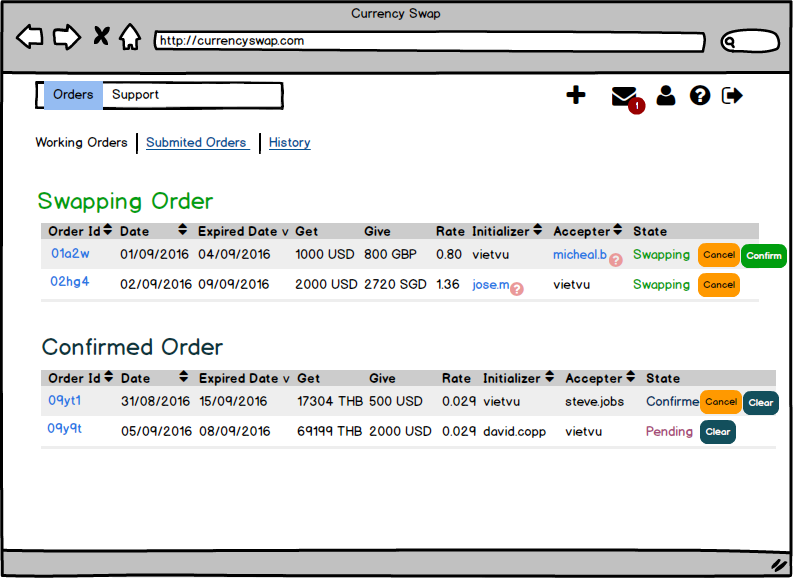 Currency Swap
http://currencyswap.com
Orders Support
1
Working Orders Submited Orders History
Swapping Order
Order Id Date Expired Date v Get Give Rate Initializer Accepter State
01a2w 01/09/2016 04/09/2016 1000 USD 800 GBP 0.80 vietvu micheal.b ? Swapping Cancel Confirm
02hg4 02/09/2016 09/09/2016 2000 USD 2720 SGD 1.36 jose.m ? vietvu Swapping Cancel
Confirmed Order
Order Id Date Expired Date v Get Give Rate Initializer Accepter State
09yt1 31/08/2016 15/09/2016 17304 THB 500 USD 0.029 vietvu steve.jobs Confirme Cancel Clear
09y9t 05/09/2016 08/09/2016 69199 THB 2000 USD 0.029 david.copp vietvu Pending Clear